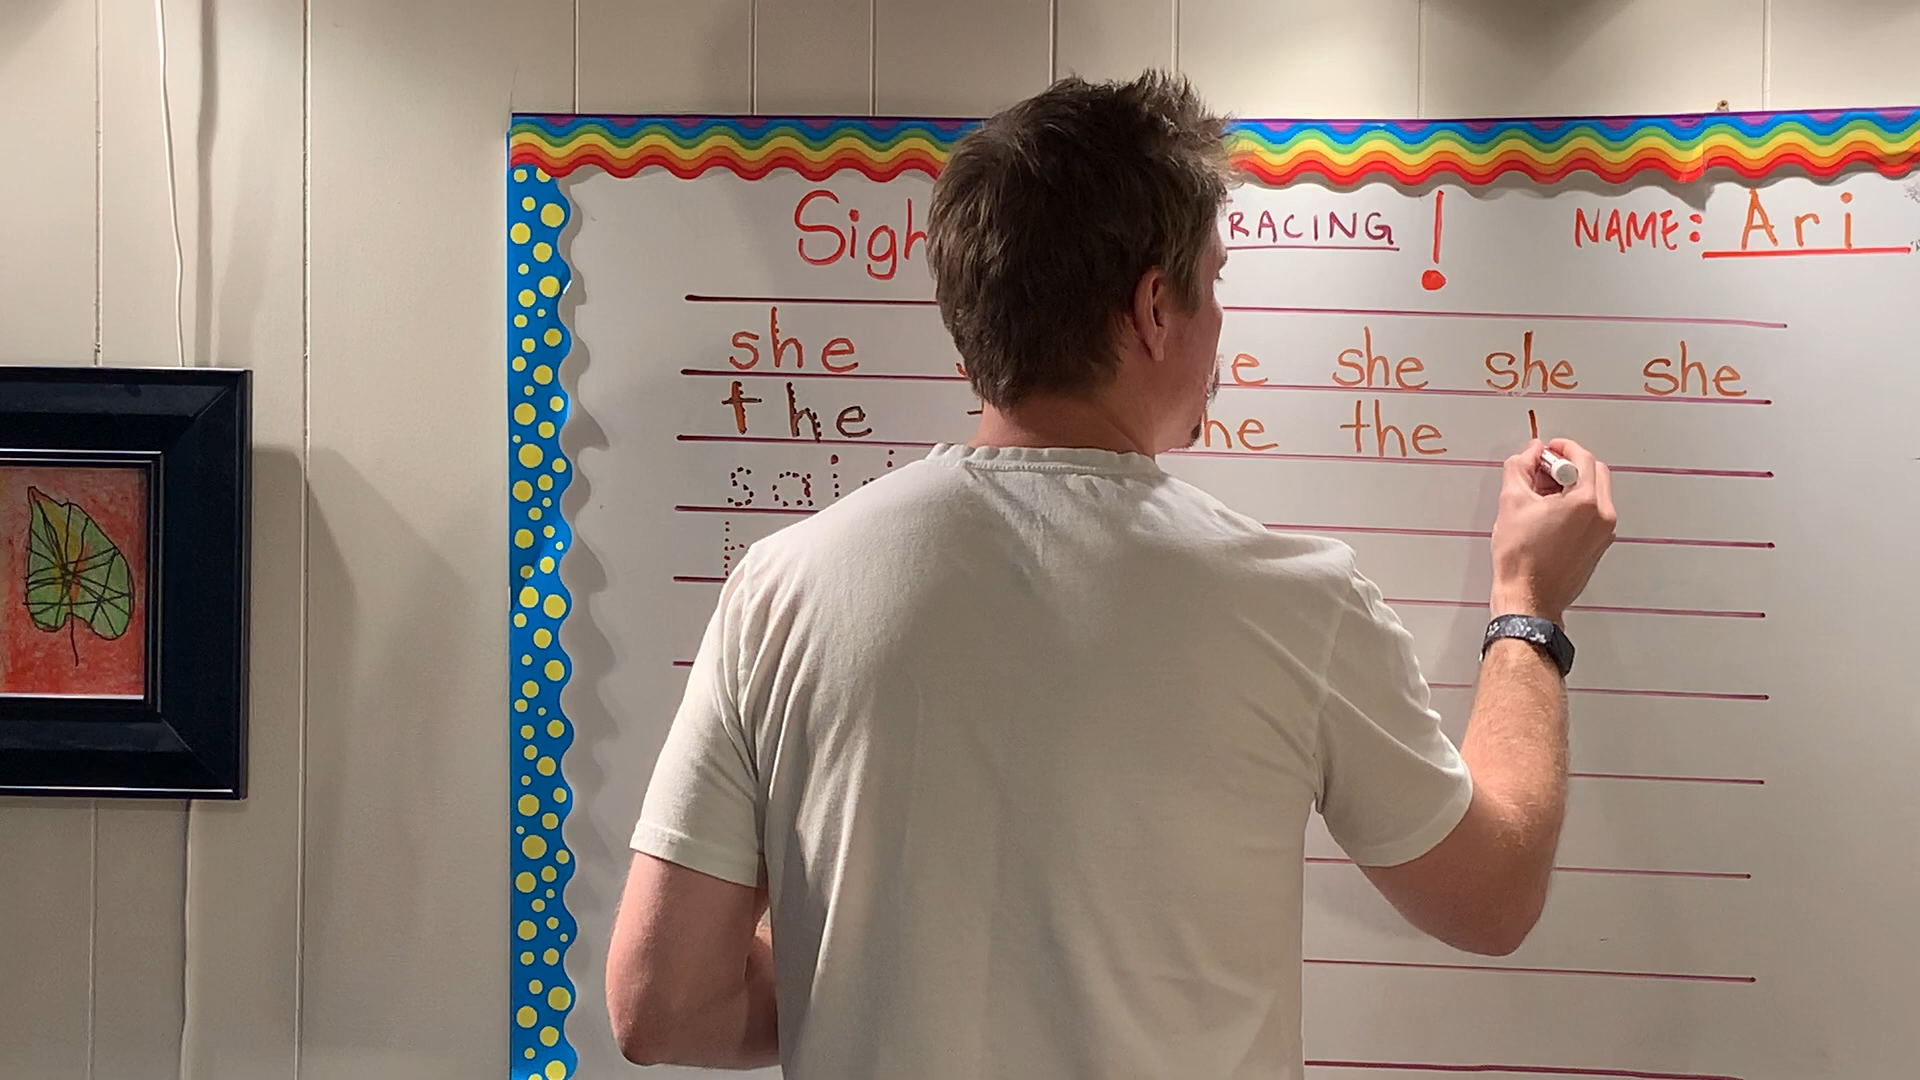 Sigh RACING ! NAME: Ari
she e she she she
the he the
sai